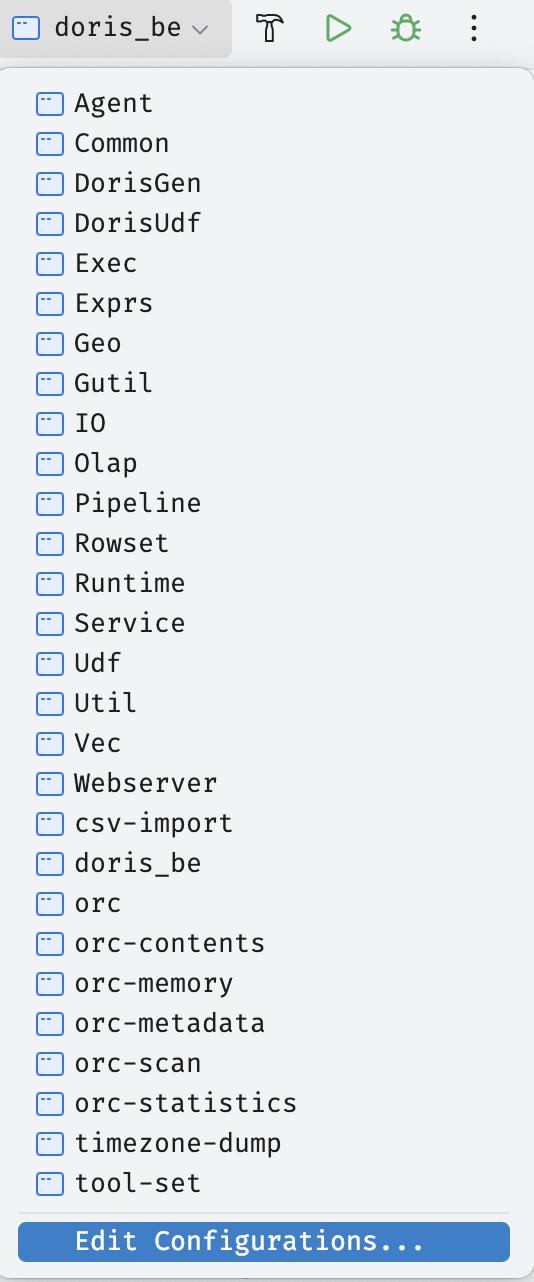 doris_be
Agent
Common
DorisGen
DorisUdf
Exec
Exprs
Geo
Gutil
IO
Olap
Pipeline
Rowset
Runtime
Service
Udf
Util
Vec
Webserver
csv-import
doris_be
orc
orc-contents
orc-memory
orc-metadata
orc-scan
orc-statistics
timezone-dump
tool-set
Edit Configurations...